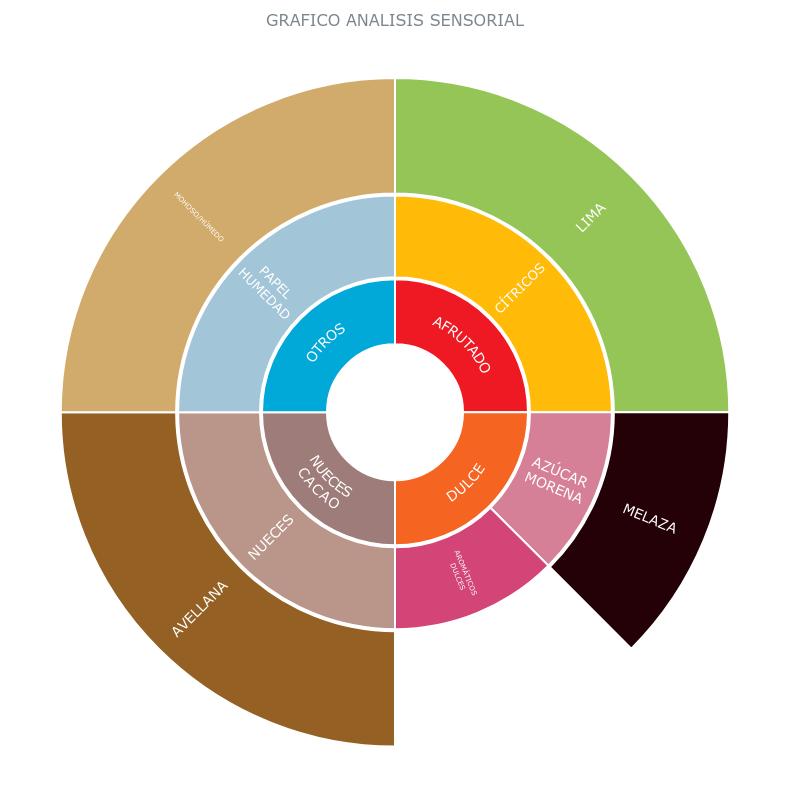 GRAFICO ANALISIS SENSORIAL
MOHOSO/HÚMEDO
LIMA
PAPEL
HUMEDAD
CÍTRICOS
OTROS
AFRUTADO
NUECES
CACAO
DULCE
AZÚCAR
MORENA
MELAZA
NUECES
AROMÁTICOS
DULCES
AVELLANA